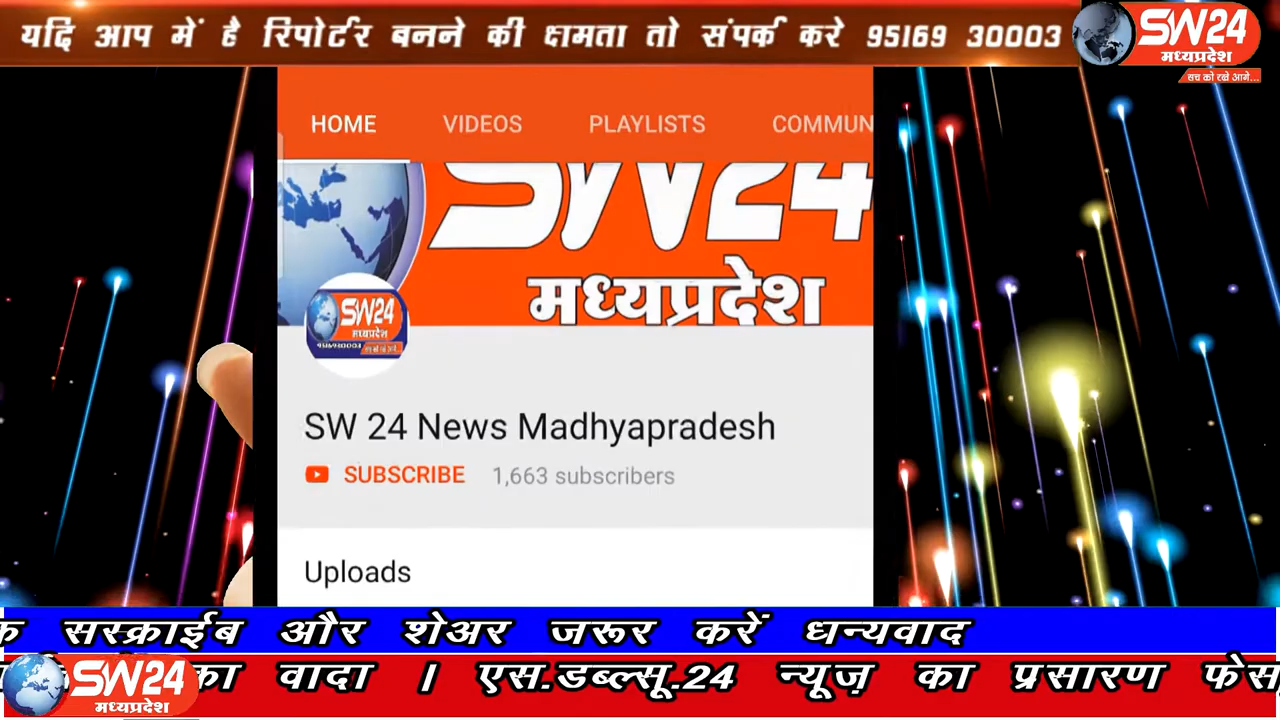 यदि आप में है रिपोर्टर बनने की क्षमता तो संपर्क करे 95169 30003
SW24
मध्यप्रदेश
सच को रखे आगे...
HOME VIDEOS PLAYLISTS COMMUN
SW24
मध्यप्रदेश
SW24
मध्यप्रदेश
SW 24 News Madhyapradesh
SUBSCRIBE 1,663 subscribers
Uploads
क सस्क्राईब और शेअर जरूर करें धन्यवाद
का वादा । एस.डब्ल्सू.24 न्यूज़ का प्रसारण फेस
SW24
मध्यप्रदेश